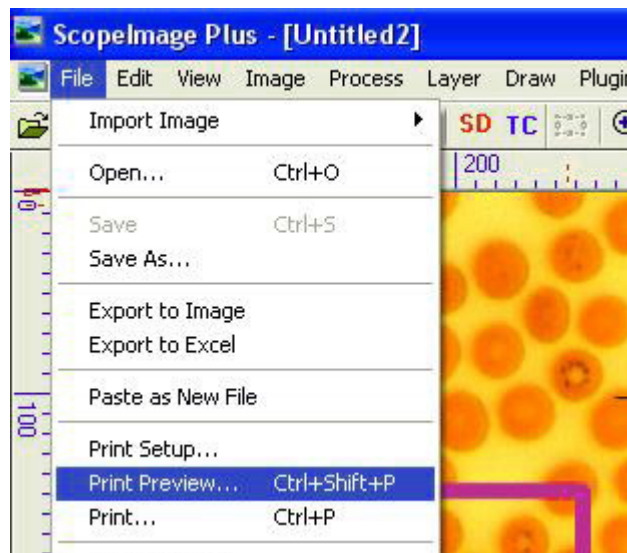 ScopeImage Plus - [Untitled2]
File Edit View Image Process Layer Draw Plugin
SD TC
Import Image
200
Open... Ctrl+O
0
Save Ctrl+S
Save As...
Export to Image
Export to Excel
Paste as New File
100
Print Setup...
Print Preview... Ctrl+Shift+P
Print... Ctrl+P